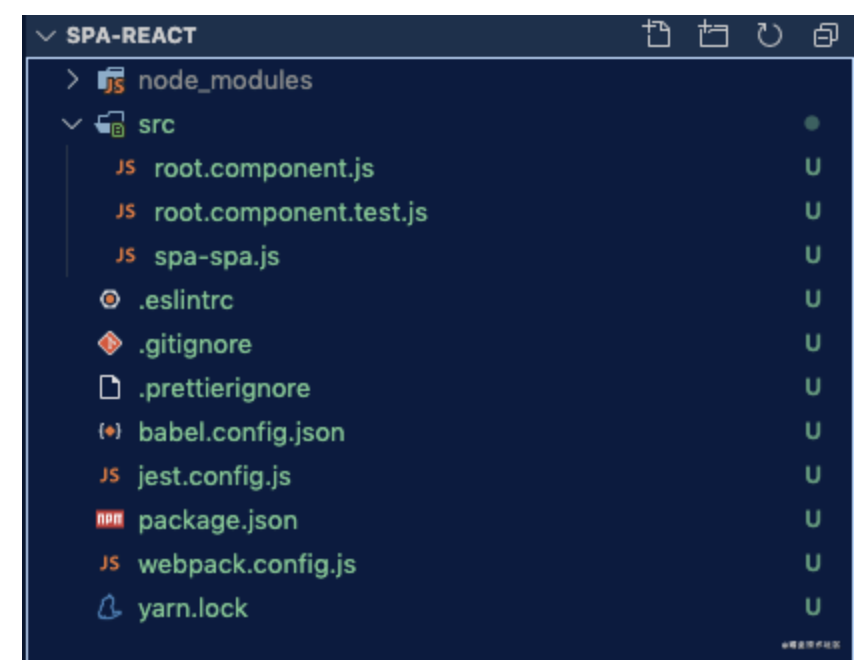 SPA-REACT
node_modules
src
JS root.component.js U
JS root.component.test.js U
JS spa-spa.js U
.eslintrc U
.gitignore U
.prettierignore U
babel.config.json U
JS jest.config.js U
npm package.json U
JS webpack.config.js U
yarn.lock U